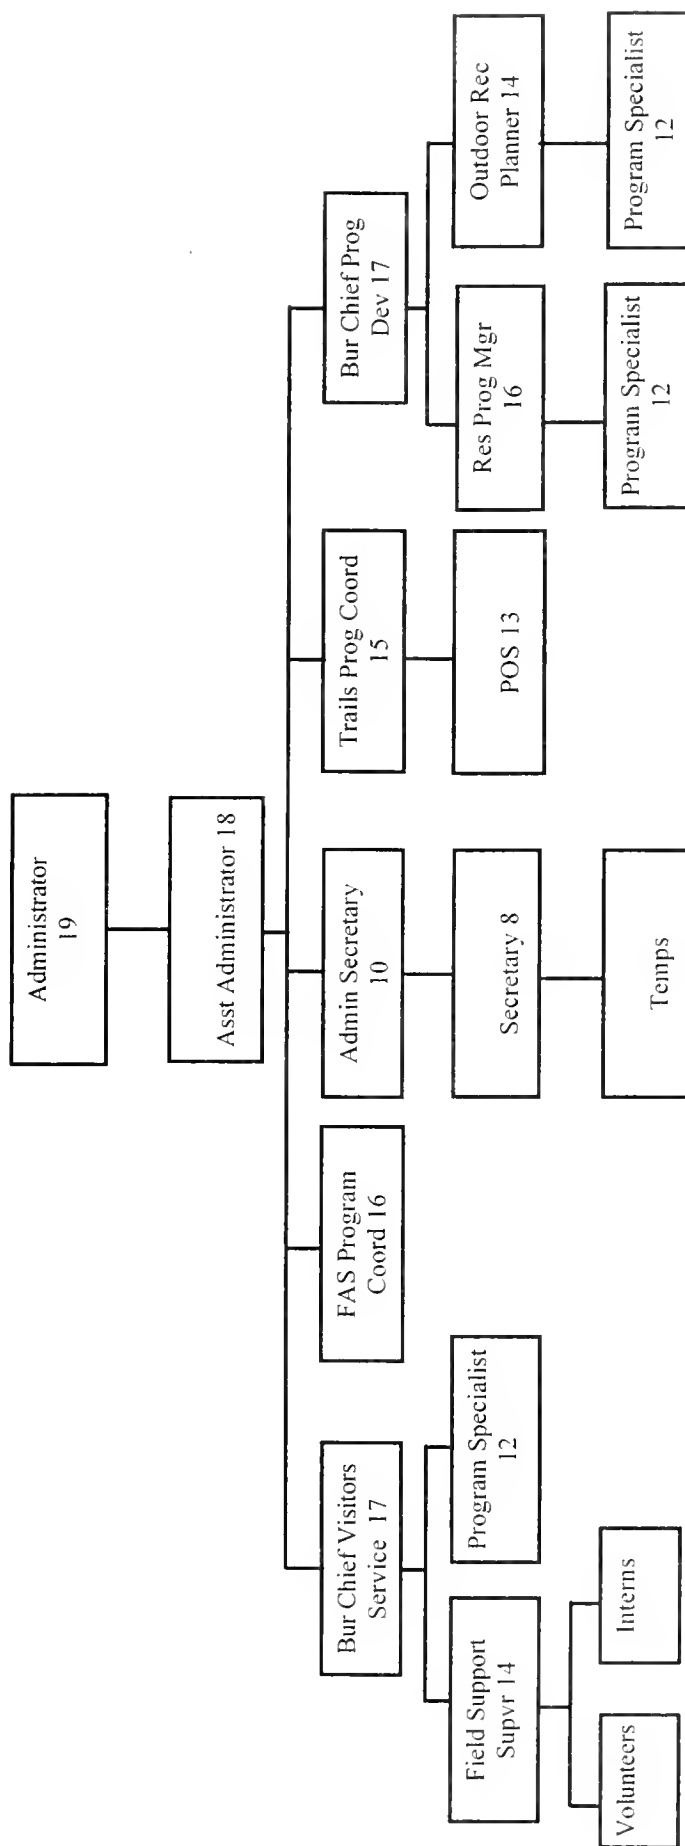 Administrator
19
Asst Administrator 18
Bur Chief Visitors
Service 17
FAS Program
Coord 16
Admin Secretary
10
Trails Prog Coord
15
Bur Chief Prog
Dev 17
Field Support
Supvr 14
Program Specialist
12
Secretary 8
POS 13
Res Prog Mgr
16
Outdoor Rec
Planner 14
Volunteers
Interns
Temps
Program Specialist
12
Program Specialist
12